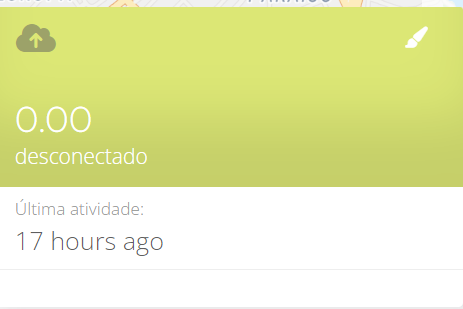 0.00
desconectado
Última atividade:
17 hours ago